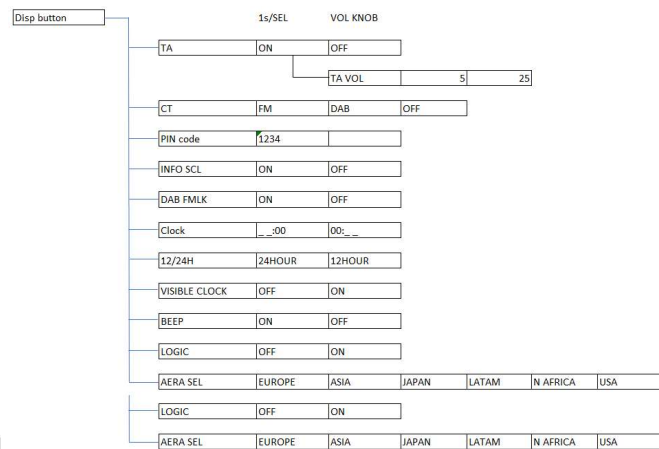 Disp button 1s/SEL VOL KNOB
TA ON OFF
TA VOL 5 25
CT FM DAB OFF
PIN code 1234
INFO SCL ON OFF
DAB FMLK ON OFF
Clock _ _:00 00:_ _
12/24H 24HOUR 12HOUR
VISIBLE CLOCK OFF ON
BEEP ON OFF
LOGIC OFF ON
AERA SEL EUROPE ASIA JAPAN LATAM N AFRICA USA
LOGIC OFF ON
AERA SEL EUROPE ASIA JAPAN LATAM N AFRICA USA